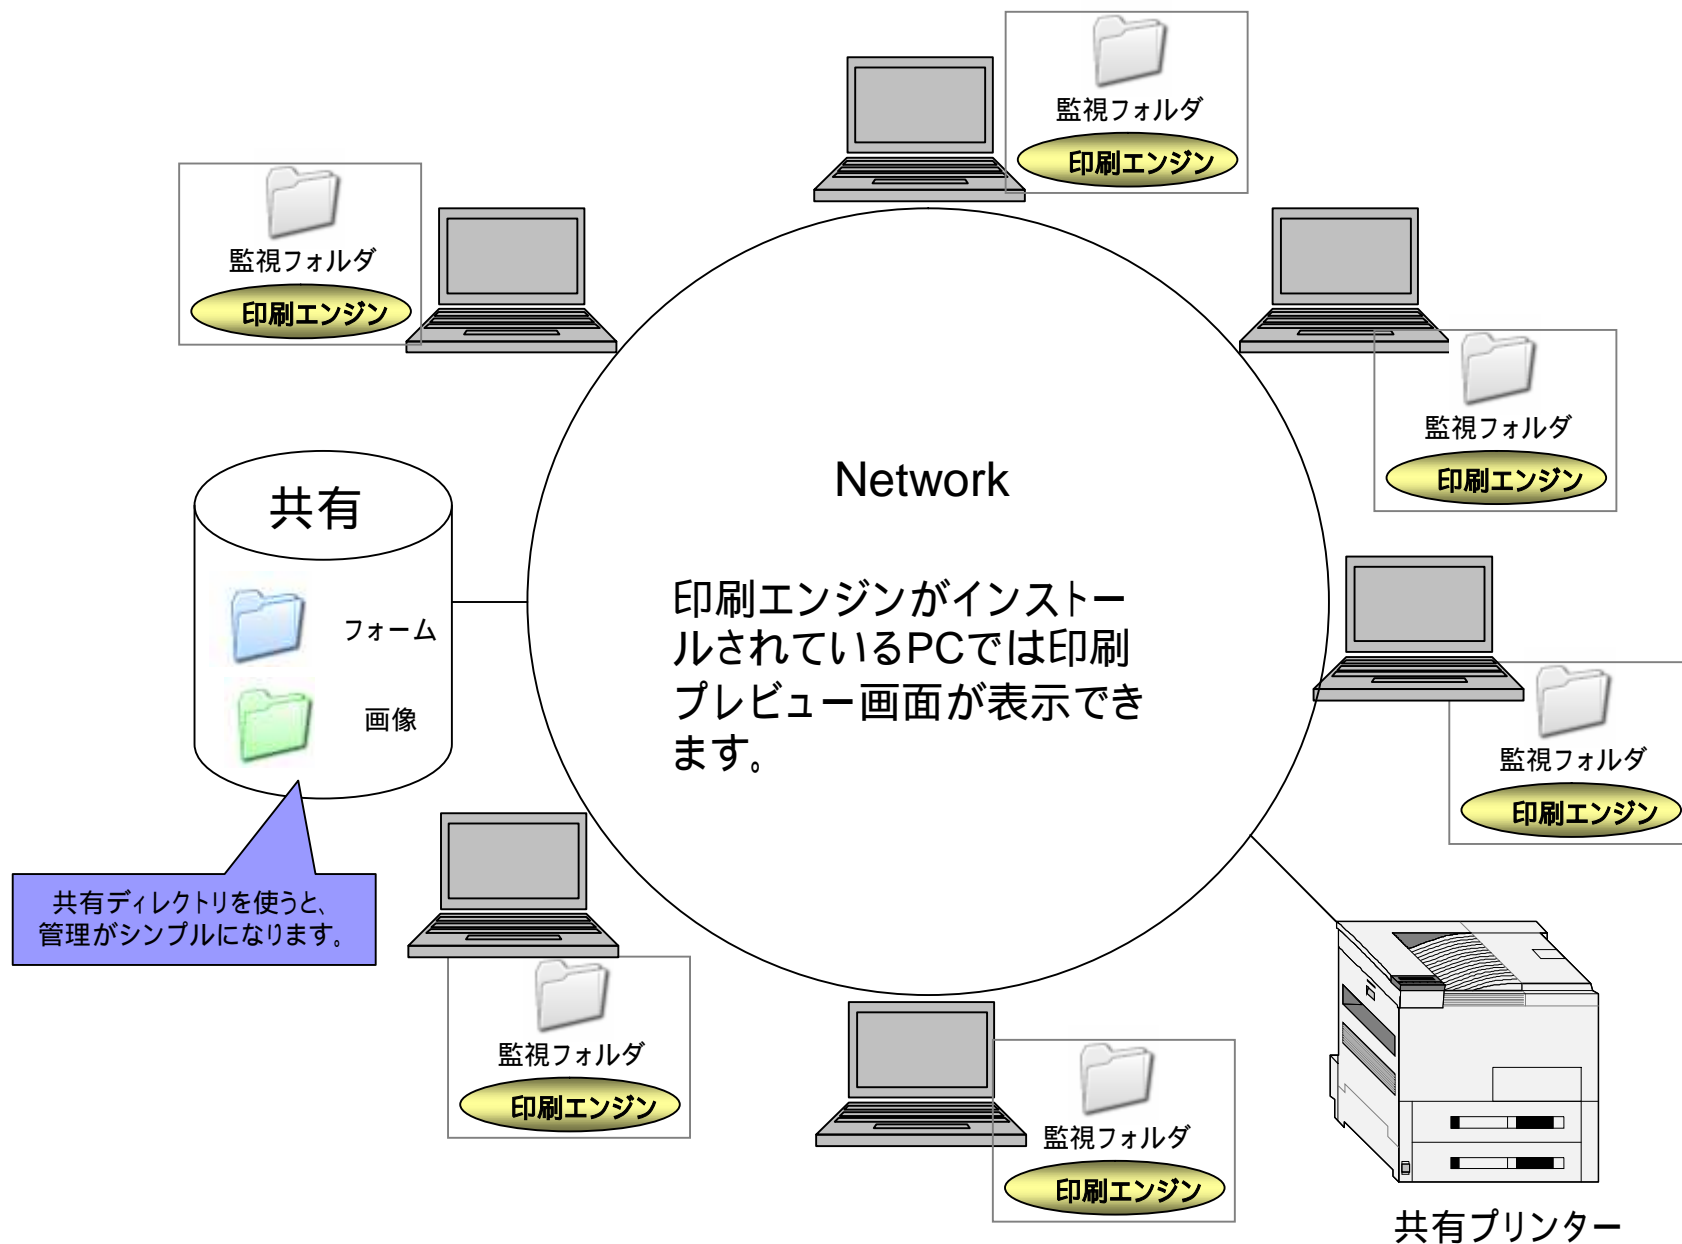 監視フォルダ
印刷エンジン
監視フォルダ
印刷エンジン
監視フォルダ
印刷エンジン
Network
共有
フォーム
画像
印刷エンジンがインストー
ルされているPCでは印刷
プレビュー画面が表示でき
ます。
監視フォルダ
印刷エンジン
共有ディレクトリを使うと、
管理がシンプルになります。
監視フォルダ
印刷エンジン
監視フォルダ
印刷エンジン
共有プリンター